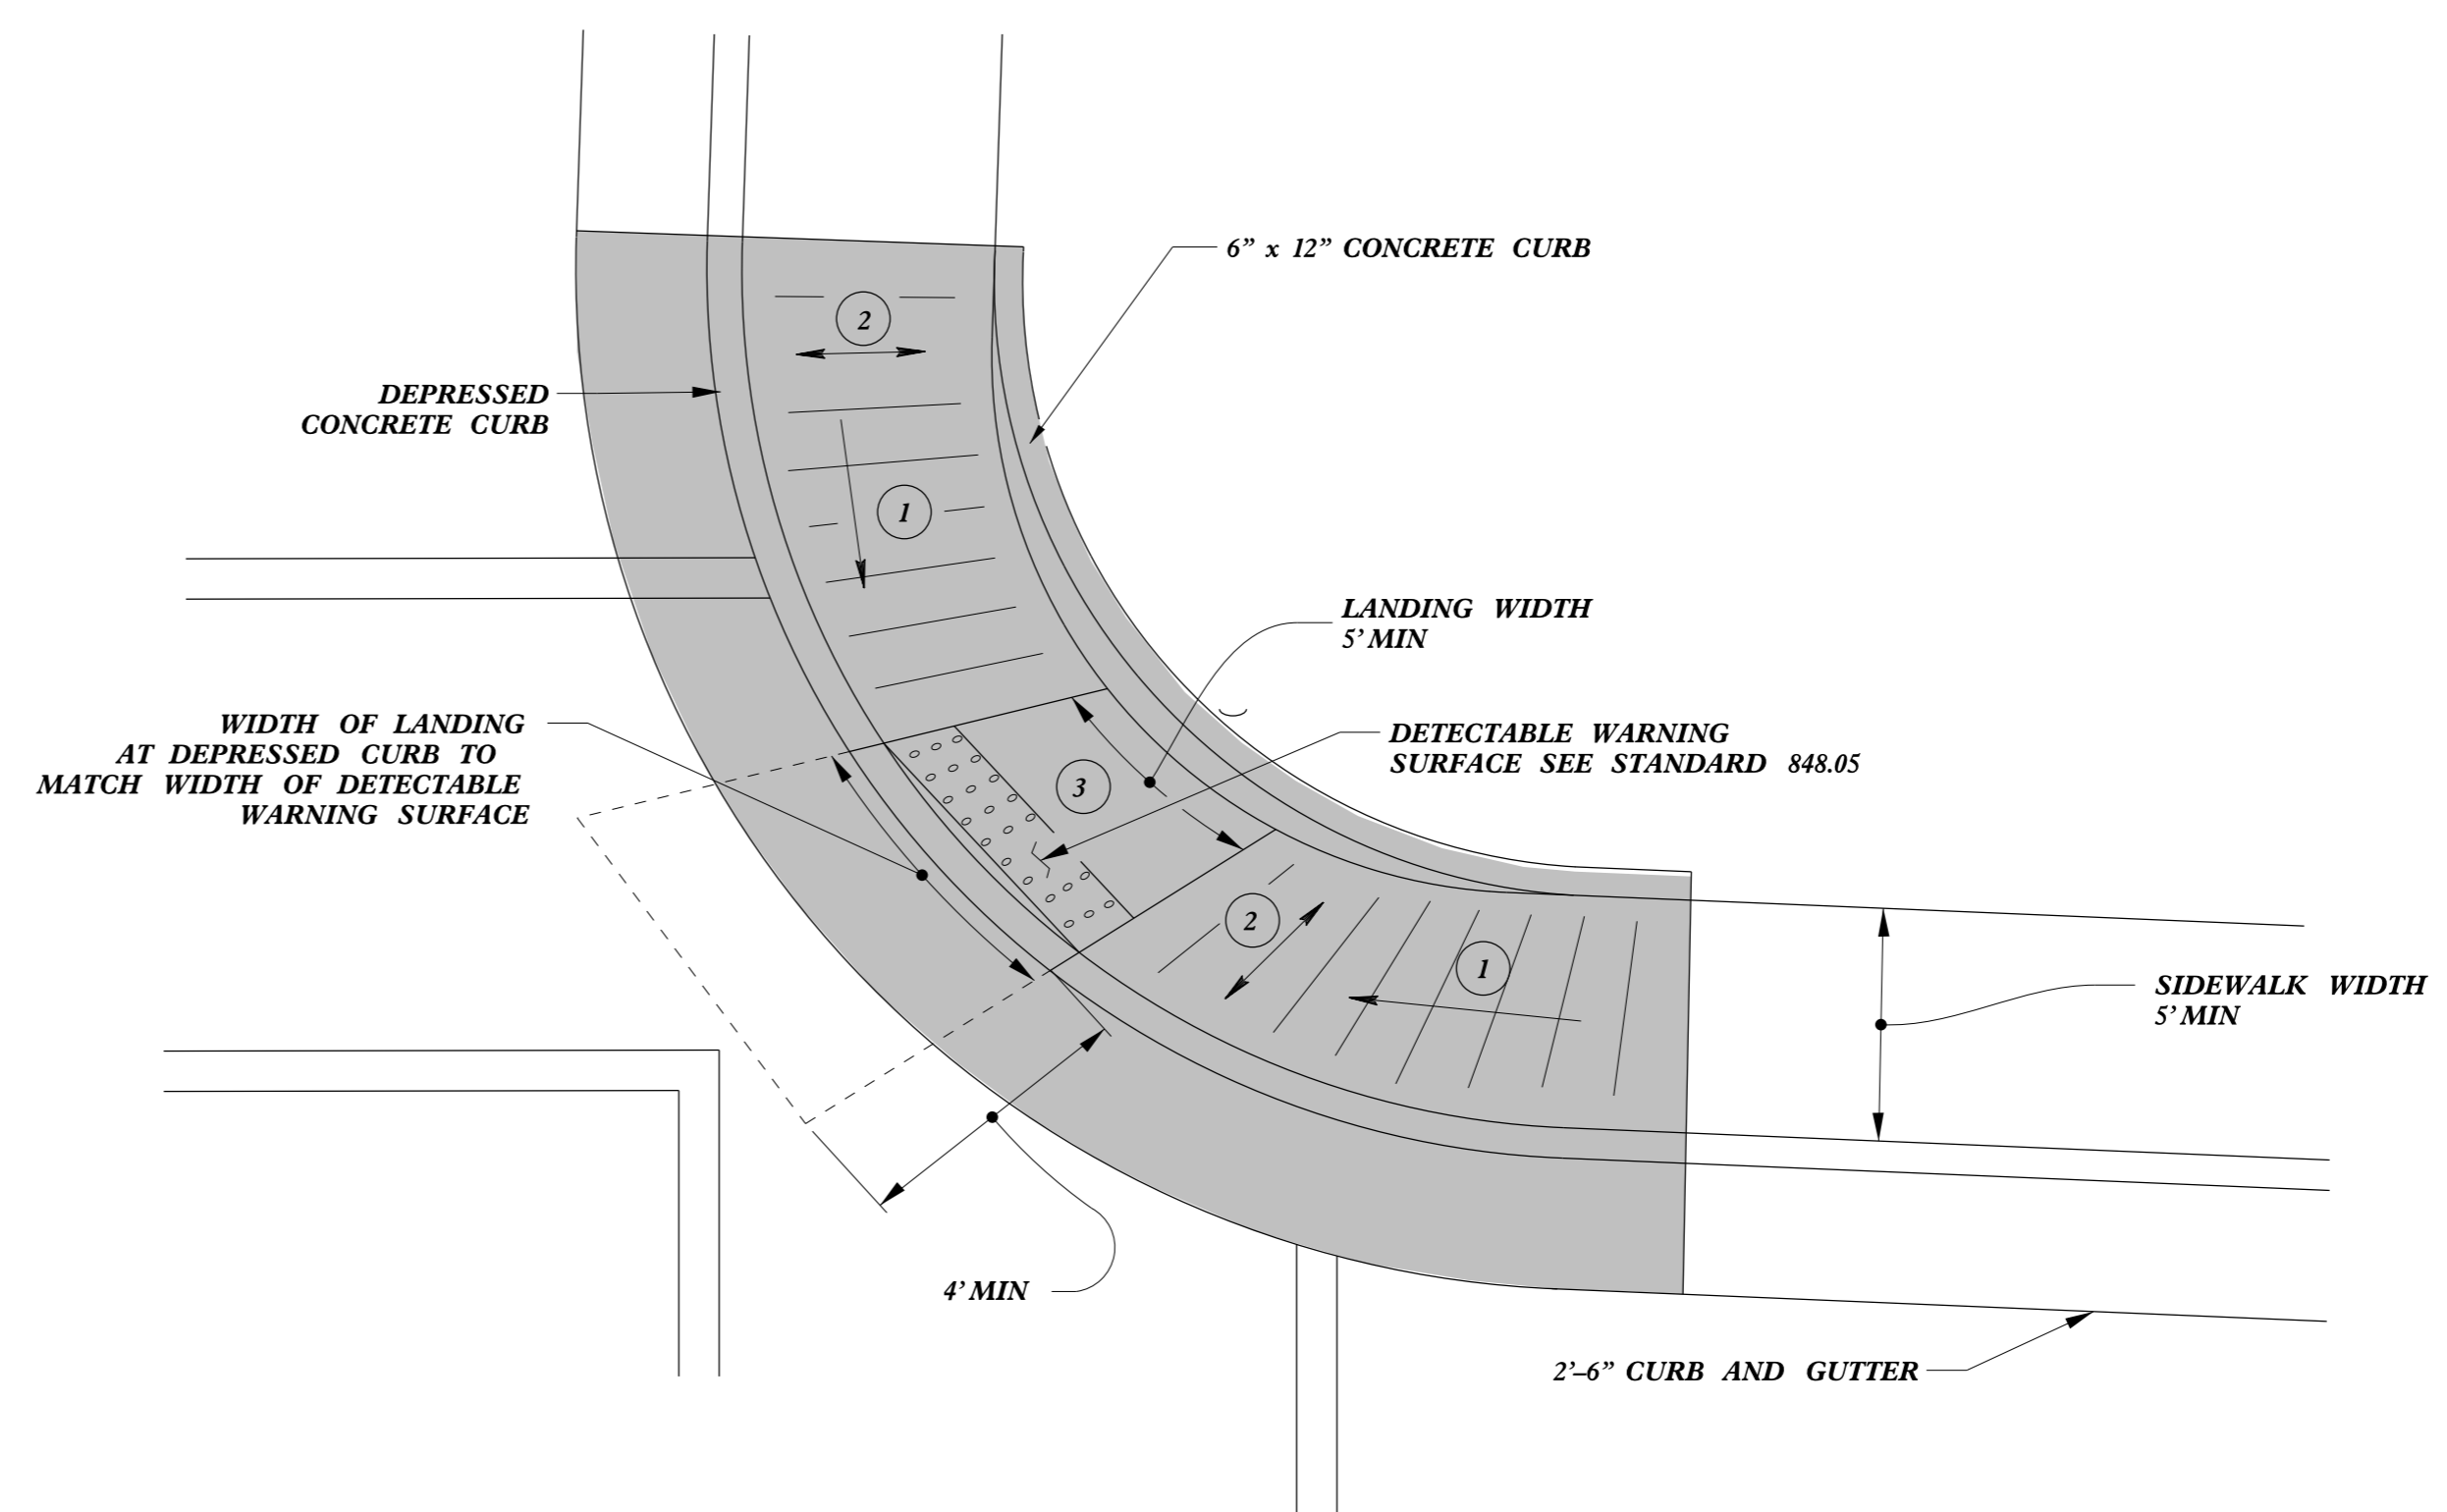 6” x 12” CONCRETE CURB
2
DEPRESSED
CONCRETE CURB
1
LANDING WIDTH
5’ MIN
WIDTH OF LANDING
AT DEPRESSED CURB TO
MATCH WIDTH OF DETECTABLE
WARNING SURFACE
DETECTABLE WARNING
SURFACE SEE STANDARD 848.05
3
2
1
SIDEWALK WIDTH
5’ MIN
4’ MIN
2’–6” CURB AND GUTTER